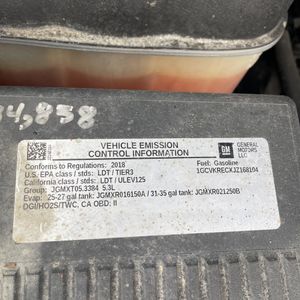 34,858
VEHICLE EMISSION
CONTROL INFORMATION
GM
GENERAL
MOTORS
LLC
Conforms to Regulations: 2018
Fuel: Gasoline
U.S. EPA class / stds: LDT / TIER3
1GCVKRECXJZ168104
California class / stds: LDT / ULEV125
Group: JGMXT05.3384 5.3L
Evap: 25-27 gal tank: JGMXR016150A / 31-35 gal tank: JGMXR021250B
DGI/HO2S/TWC, CA OBD: II